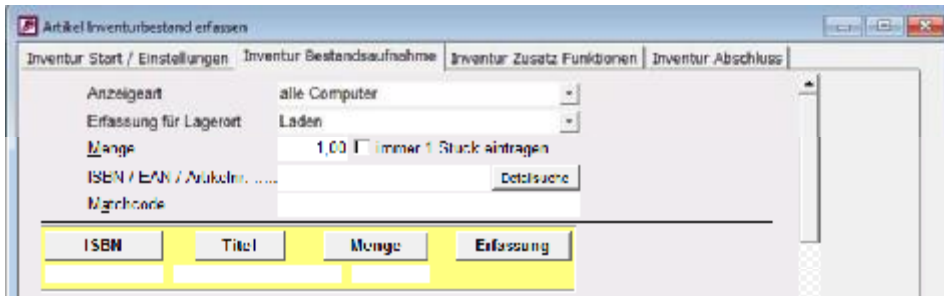 Artikel Inventurbestand erfassen
Inventur Start / Einstellungen Inventur Bestandsaufnahme Inventur Zusatz Funktionen Inventur Abschluss
Anzeigeart alle Computer
Erfassung für Lagerort Laden
Menge 1,00 immer 1 Stück eintragen
ISBN / EAN / Artikelnr. ...... Detailsuche
Matchcode
ISBN Titel Menge Erfassung